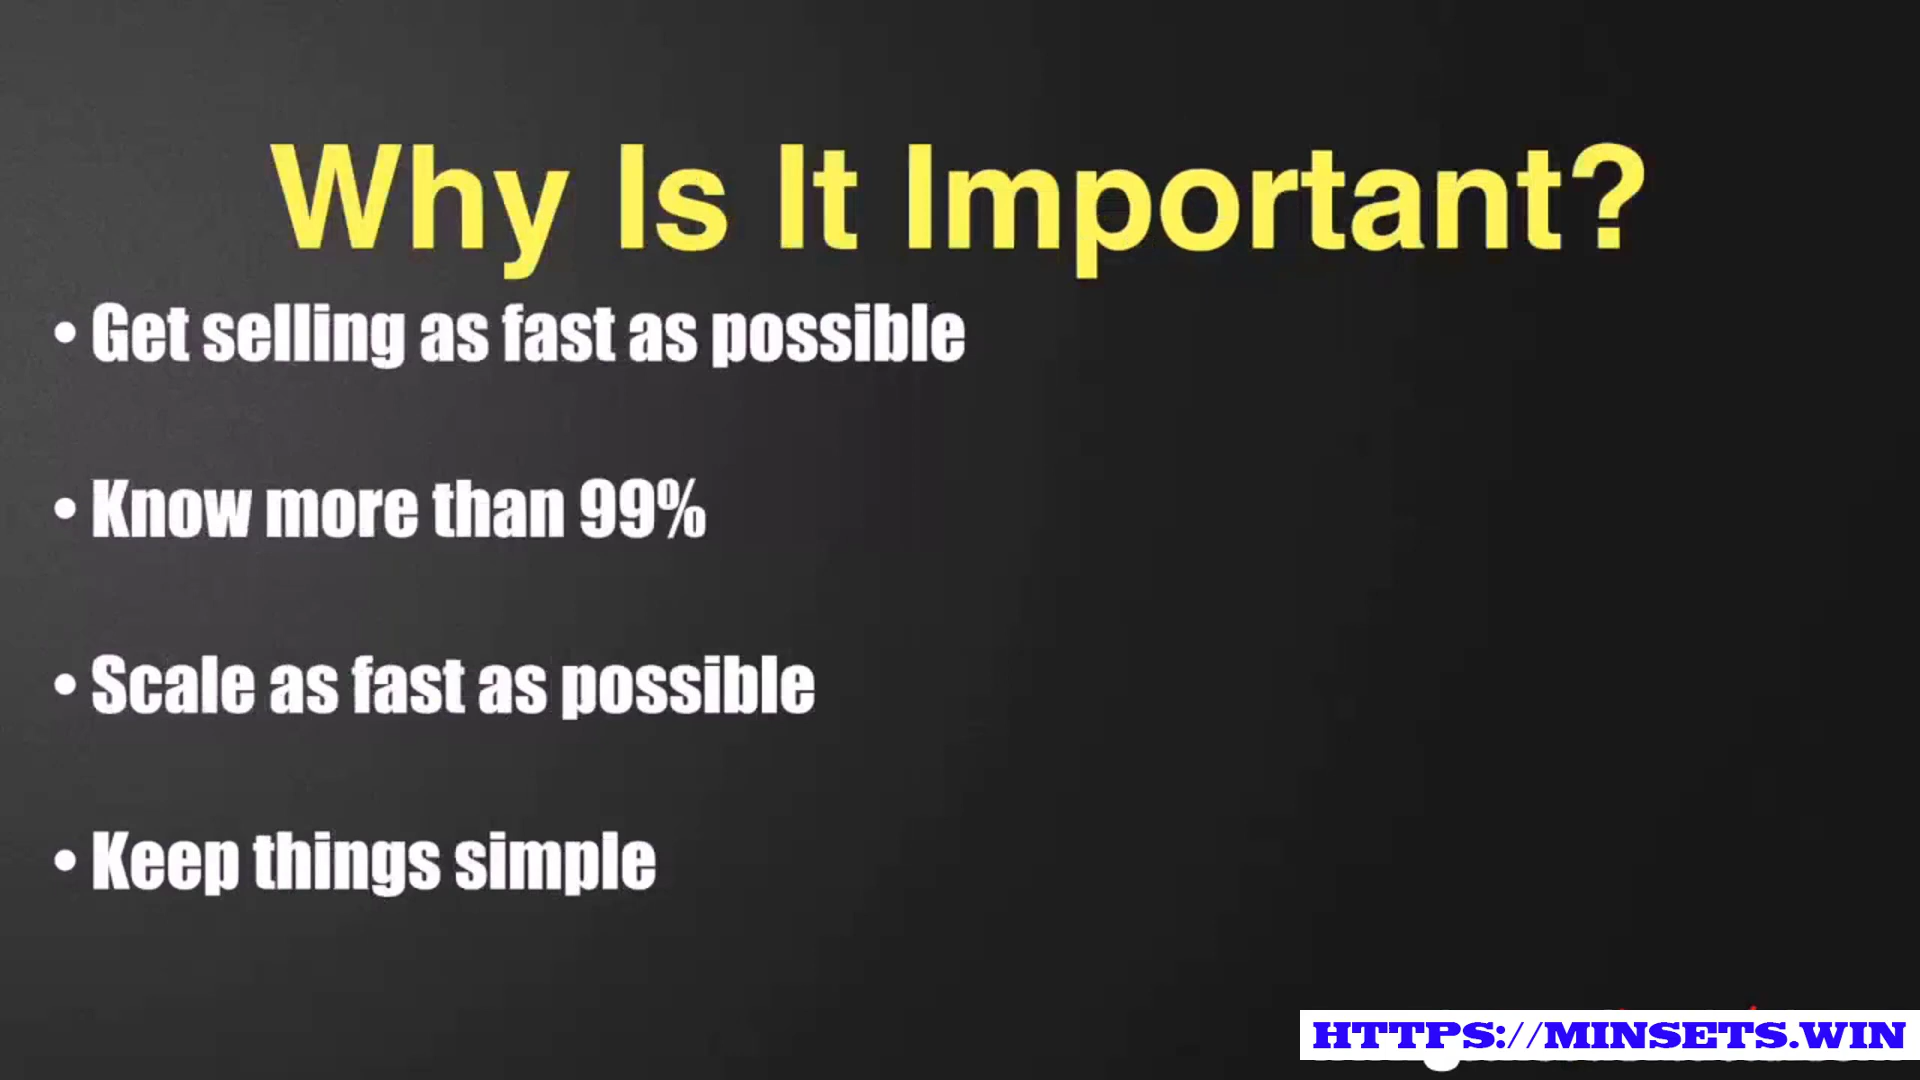 Why Is It Important?
• Get selling as fast as possible
• Know more than 99%
• Scale as fast as possible
• Keep things simple
HTTPS://MINSETS.WIN